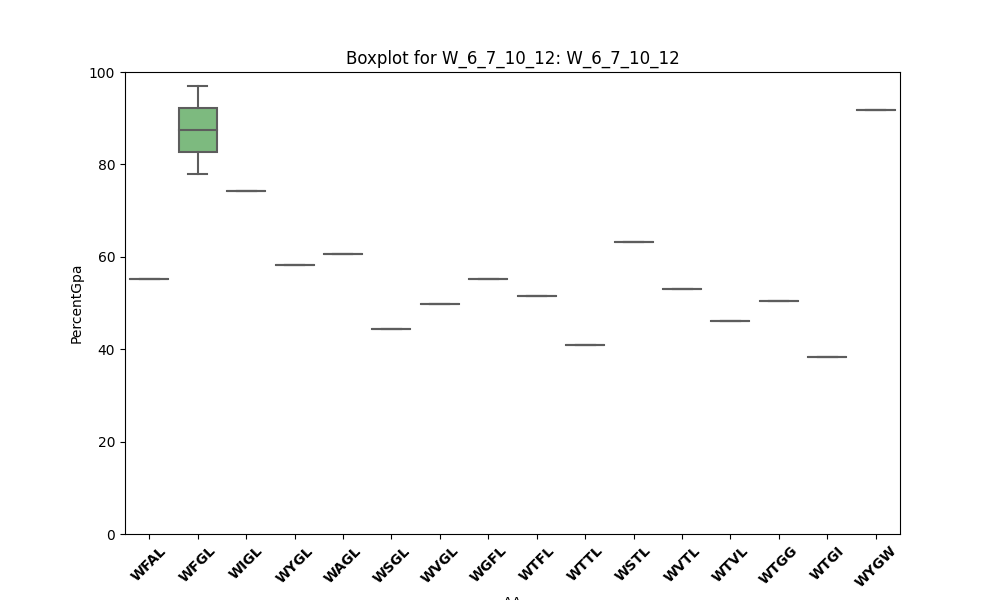 Boxplot for W_6_7_10_12: W_6_7_10_12
PercentGpa
100
80
60
40
20
0
WFAL
WFGL
WIGL
WYGL
WAGL
WSGL
WVGL
WGFL
WTFL
WTTL
WSTL
WVTL
WTVL
WTGG
WTGI
WYGW